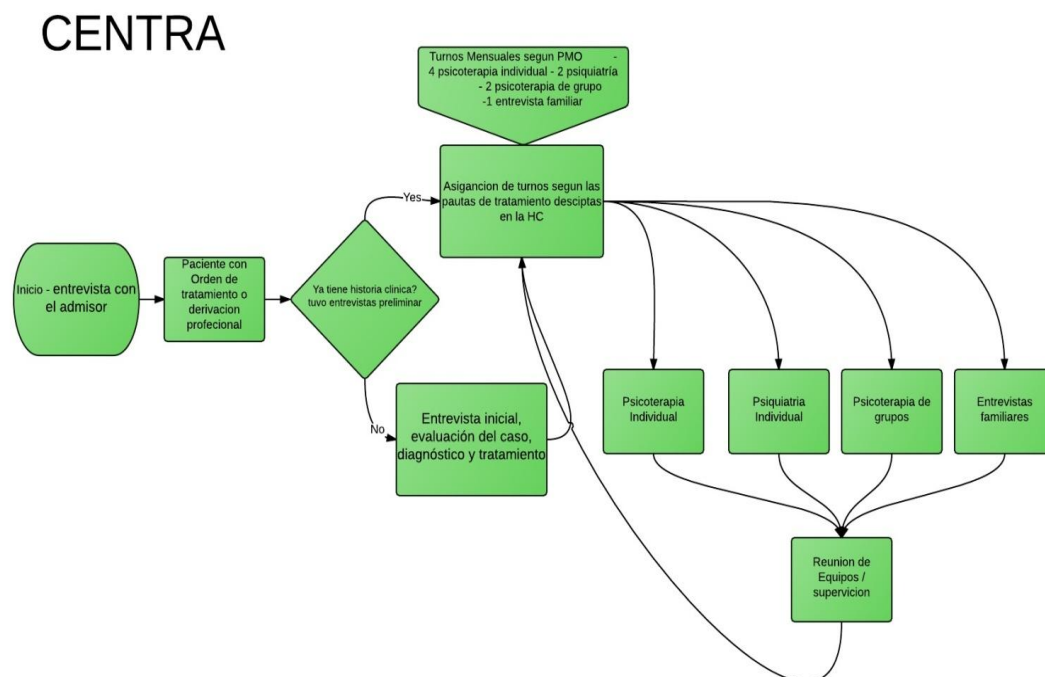 CENTRA
Turnos Mensuales segun PMO -
4 psicoterapia individual - 2 psiquiatría
- 2 psicoterapia de grupo
-1 entrevista familiar
Asigancion de turnos segun las
pautas de tratamiento desciptas
en la HC
Yes
Inicio - entrevista con
el admisor
Paciente con
Orden de
tratamiento o
derivacion
profecional
Ya tiene historia clinica?
tuvo entrevistas preliminar
No
Entrevista inicial,
evaluación del caso,
diagnóstico y tratamiento
Psicoterapia
Individual
Psiquiatria
Individual
Psicoterapia de
grupos
Entrevistas
familiares
Reunion de
Equipos /
supervicion